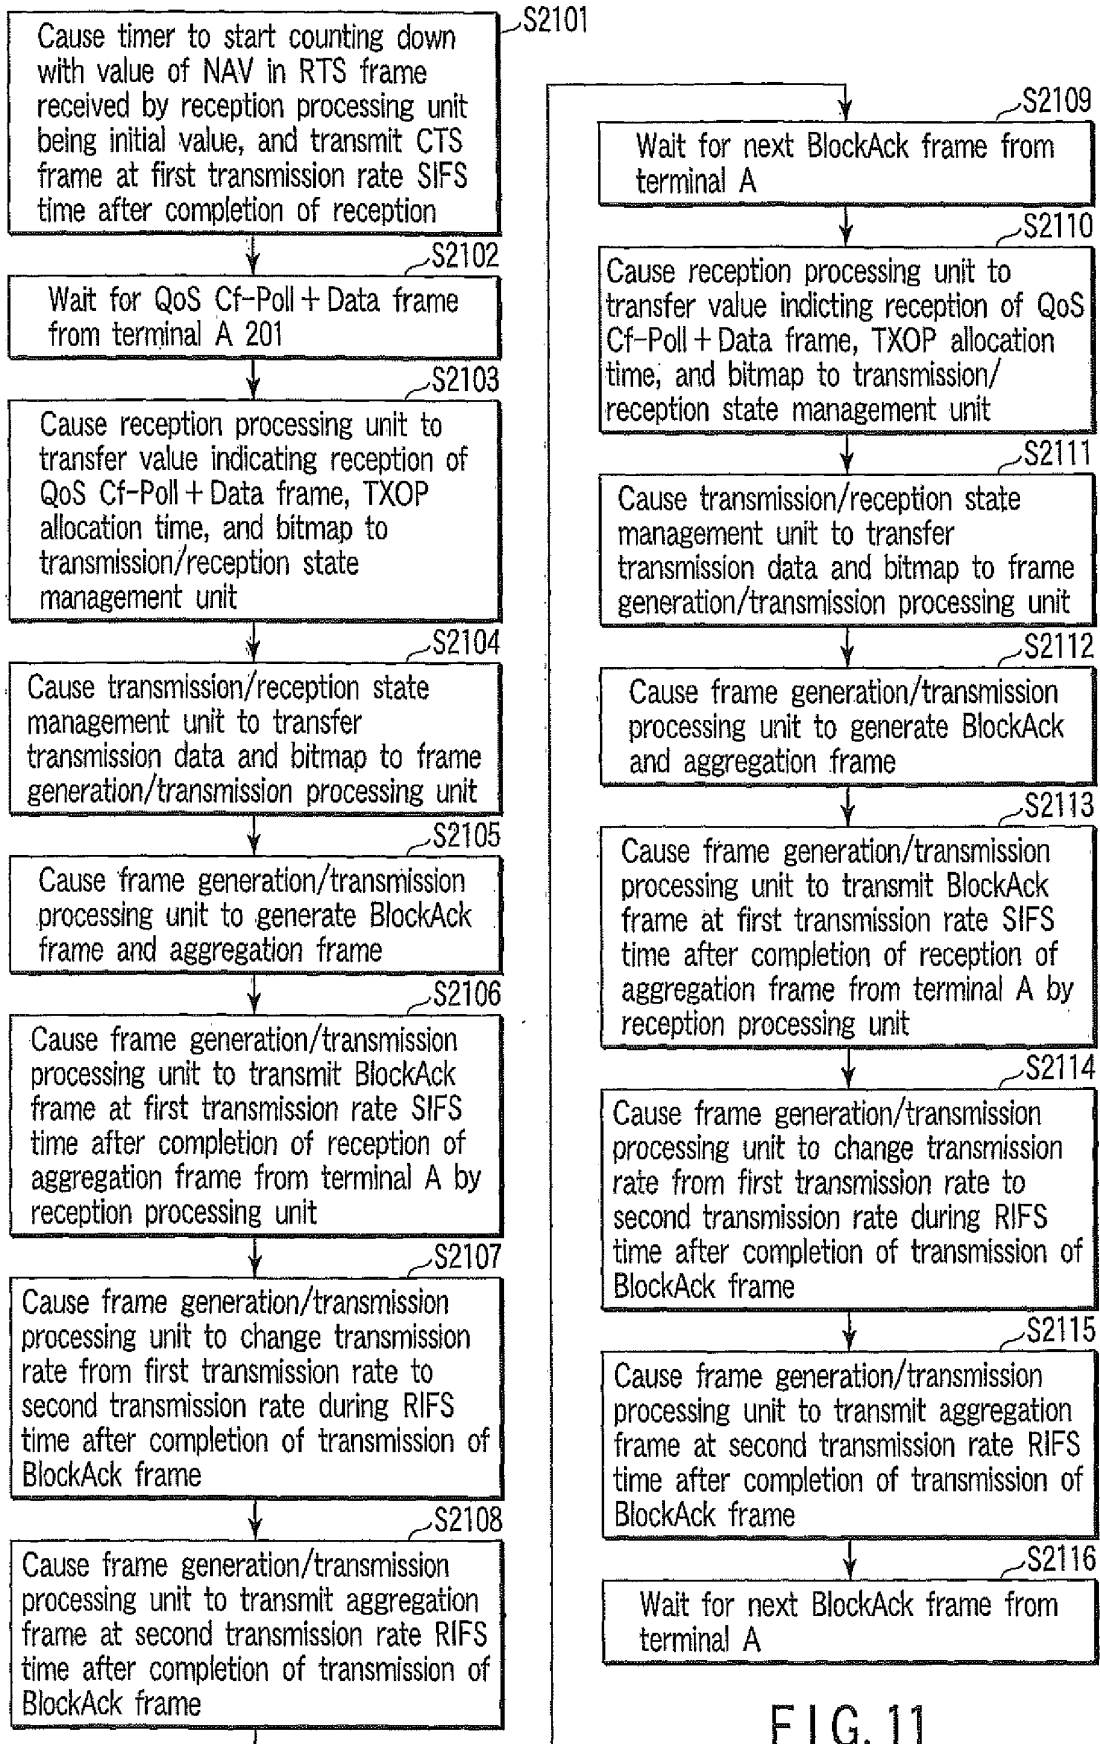 S2101
Cause timer to start counting down
with value of NAV in RTS frame
received by reception processing unit
being initial value, and transmit CTS
frame at first transmission rate SIFS
time after completion of reception
S2102
Wait for QoS Cf-Poll + Data frame
from terminal A 201
S2103
Cause reception processing unit to
transfer value indicating reception of
QoS Cf-Poll + Data frame, TXOP
allocation time, and bitmap to
transmission/reception state
management unit
S2104
Cause transmission/reception state
management unit to transfer
transmission data and bitmap to frame
generation/transmission processing unit
S2105
Cause frame generation/transmission
processing unit to generate BlockAck
frame and aggregation frame
S2106
Cause frame generation/transmission
processing unit to transmit BlockAck
frame at first transmission rate SIFS
time after completion of reception of
aggregation frame from terminal A by
reception processing unit
S2107
Cause frame generation/transmission
processing unit to change transmission
rate from first transmission rate to
second transmission rate during RIFS
time after completion of transmission of
BlockAck frame
S2108
Cause frame generation/transmission
processing unit to transmit aggregation
frame at second transmission rate RIFS
time after completion of transmission of
BlockAck frame
S2109
Wait for next BlockAck frame from
terminal A
S2110
Cause reception processing unit to
transfer value indicting reception of QoS
Cf-Poll + Data frame, TXOP allocation
time, and bitmap to transmission/
reception state management unit
S2111
Cause transmission/reception state
management unit to transfer
transmission data and bitmap to frame
generation/transmission processing unit
S2112
Cause frame generation/transmission
processing unit to generate BlockAck
and aggregation frame
S2113
Cause frame generation/transmission
processing unit to transmit BlockAck
frame at first transmission rate SIFS
time after completion of reception of
aggregation frame from terminal A by
reception processing unit
S2114
Cause frame generation/transmission
processing unit to change transmission
rate from first transmission rate to
second transmission rate during RIFS
time after completion of transmission of
BlockAck frame
S2115
Cause frame generation/transmission
processing unit to transmit aggregation
frame at second transmission rate RIFS
time after completion of transmission of
BlockAck frame
S2116
Wait for next BlockAck frame from
terminal A
FIG. 11